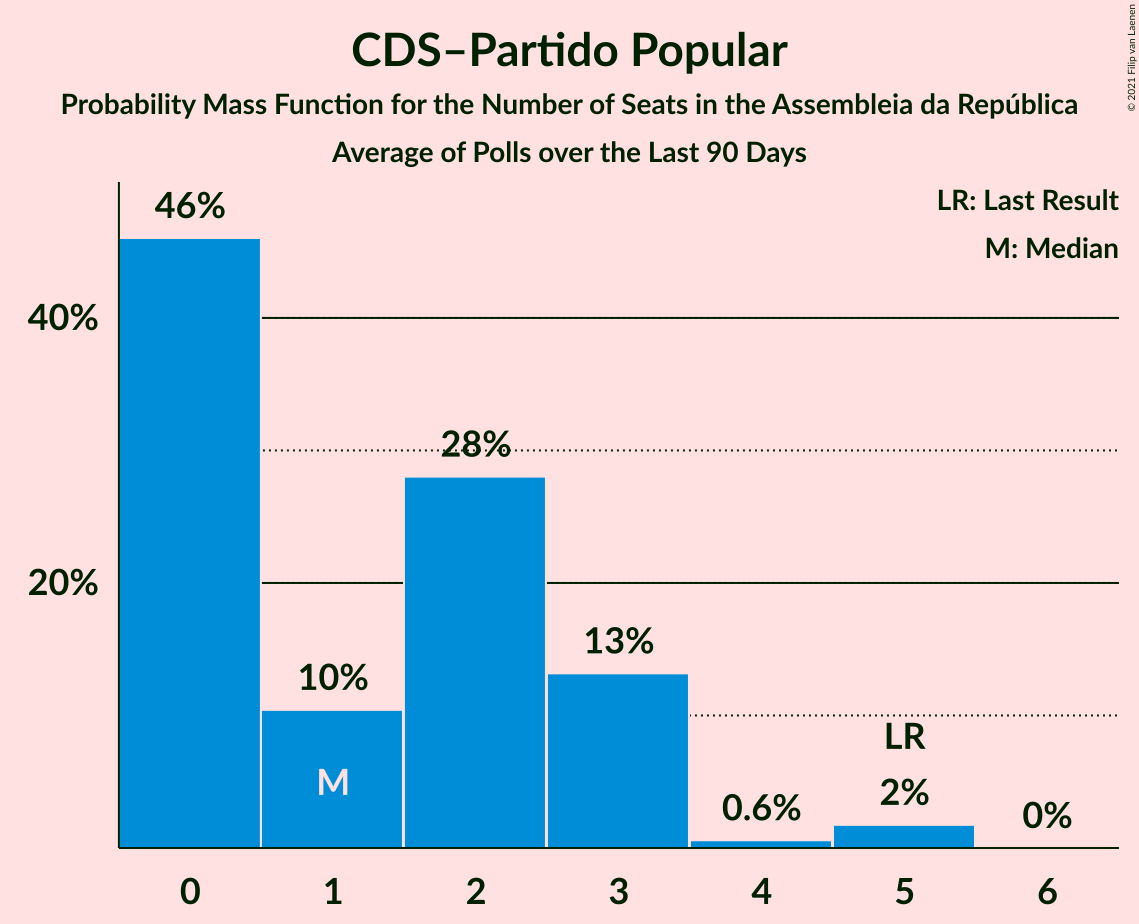 CDS–Partido Popular
Probability Mass Function for the Number of Seats in the Assembleia da República
Average of Polls over the Last 90 Days
© 2021 Filip van Laenen
LR: Last Result
M: Median
46%
40%
28%
20%
13%
10%
LR
M
2%
0.6%
0%
0 1 2 3 4 5 6